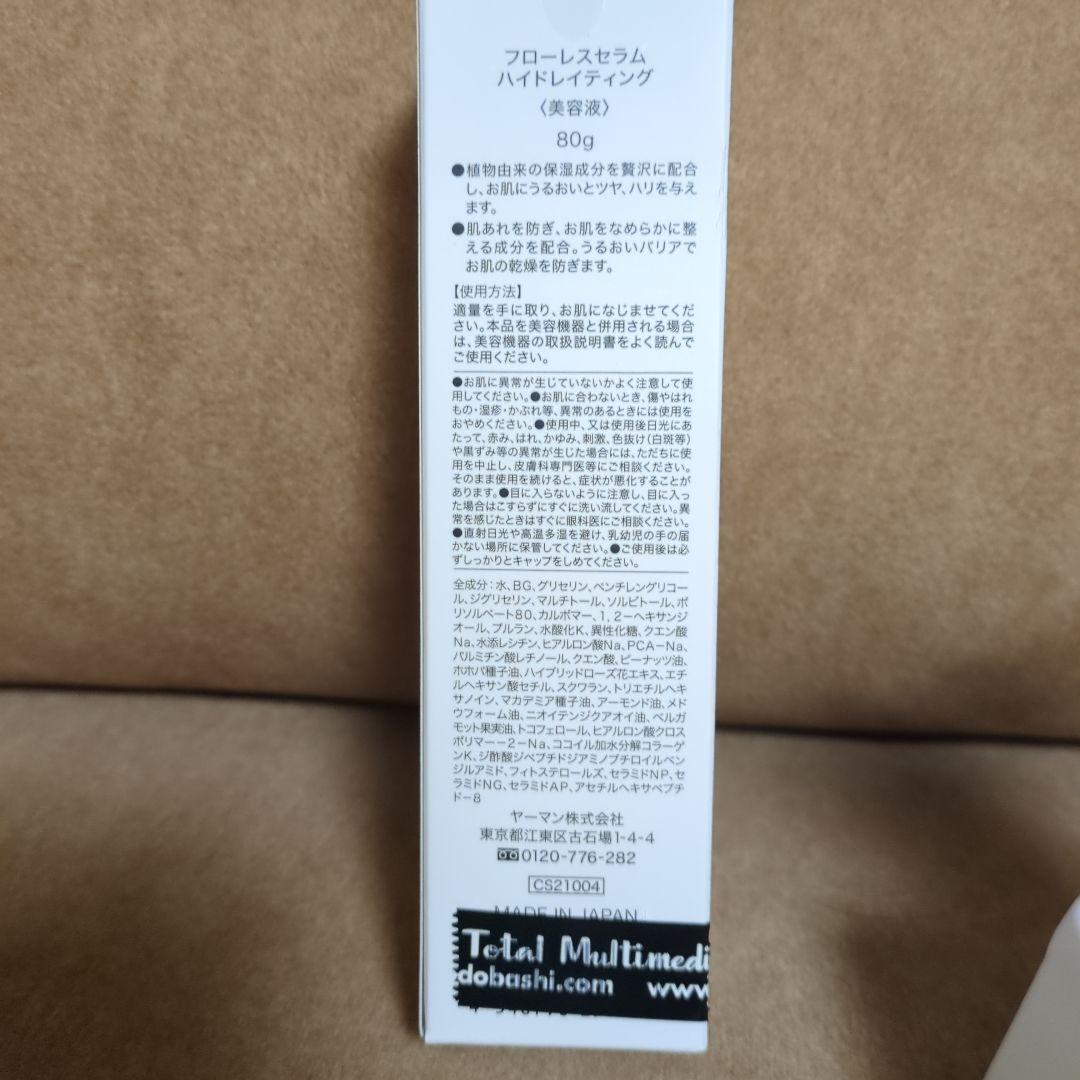 フローレスセラム
ハイドレイティング
〈美容液〉
80g
●植物由来の保湿成分を贅沢に配合
し、お肌にうるおいとツヤ、ハリを与え
ます。
●肌あれを防ぎ、お肌をなめらかに整
える成分を配合。うるおいバリアで
お肌の乾燥を防ぎます。
【使用方法】
適量を手に取り、お肌になじませてくだ
さい。本品を美容機器と併用される場合
は、美容機器の取扱説明書をよく読んで
ご使用ください。
●お肌に異常が生じていないかよく注意して使
用してください。●お肌に合わないとき、傷やはれ
もの・湿疹・かぶれ等、異常のあるときには使用を
おやめください。●使用中、又は使用後日光にあ
たって、赤み、はれ、かゆみ、刺激、色抜け(白斑等)
や黒ずみ等の異常が生じた場合には、ただちに使
用を中止し、皮膚科専門医等にご相談ください。
そのまま使用を続けると、症状が悪化することが
あります。●目に入らないように注意し、目に入っ
た場合はこすらずにすぐに洗い流してください。異
常を感じたときはすぐに眼科医にご相談ください。
●直射日光や高温多湿を避け、乳幼児の手の届
かない場所に保管してください。●ご使用後は必
ずしっかりとキャップをしめてください。
全成分:水、BG、グリセリン、ペンチレングリコー
ル、ジグリセリン、マルチトール、ソルビトール、ポ
リソルベート80、カルボマー、1,2-ヘキサンジ
オール、プルラン、水酸化K、異性化糖、クエン酸
Na、水添レシチン、ヒアルロン酸Na、PCA-Na、
パルミチン酸レチノール、クエン酸、ピーナッツ油、
ホホバ種子油、ハイブリッドローズ花エキス、エチ
ルヘキサン酸セチル、スクワラン、トリエチルヘキ
サノイン、マカデミア種子油、アーモンド油、メド
ウフォーム油、ニオイテンジクアオイ油、ベルガ
モット果実油、トコフェロール、ヒアルロン酸クロス
ポリマー-2-Na、ココイル加水分解コラーゲ
ンK、ジ酢酸ジペプチドジアミノブチロイルベン
ジルアミド、フィトステロールズ、セラミドNP、セ
ラミドNG、セラミドAP、アセチルヘキサペプチ
ド-8
ヤーマン株式会社
東京都江東区古石場1-4-4
0120-776-282
CS21004
MADE IN JAPAN
Total Multimedi
dobashi.com www